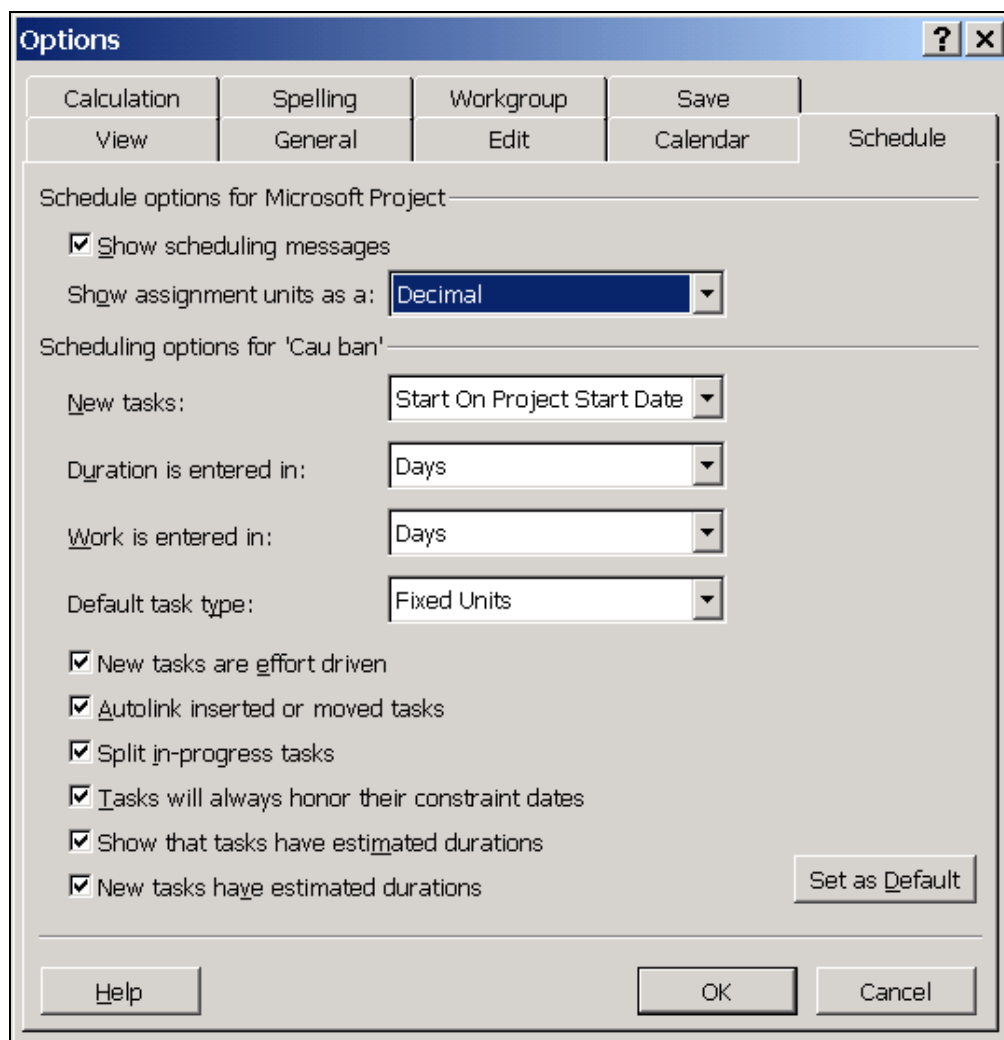 Options
Calculation Spelling Workgroup Save
View General Edit Calendar Schedule
Schedule options for Microsoft Project
Show scheduling messages
Show assignment units as a: Decimal
Scheduling options for 'Cau ban'
New tasks: Start On Project Start Date
Duration is entered in: Days
Work is entered in: Days
Default task type: Fixed Units
New tasks are effort driven
Autolink inserted or moved tasks
Split in-progress tasks
Tasks will always honor their constraint dates
Show that tasks have estimated durations
New tasks have estimated durations
Set as Default
Help OK Cancel